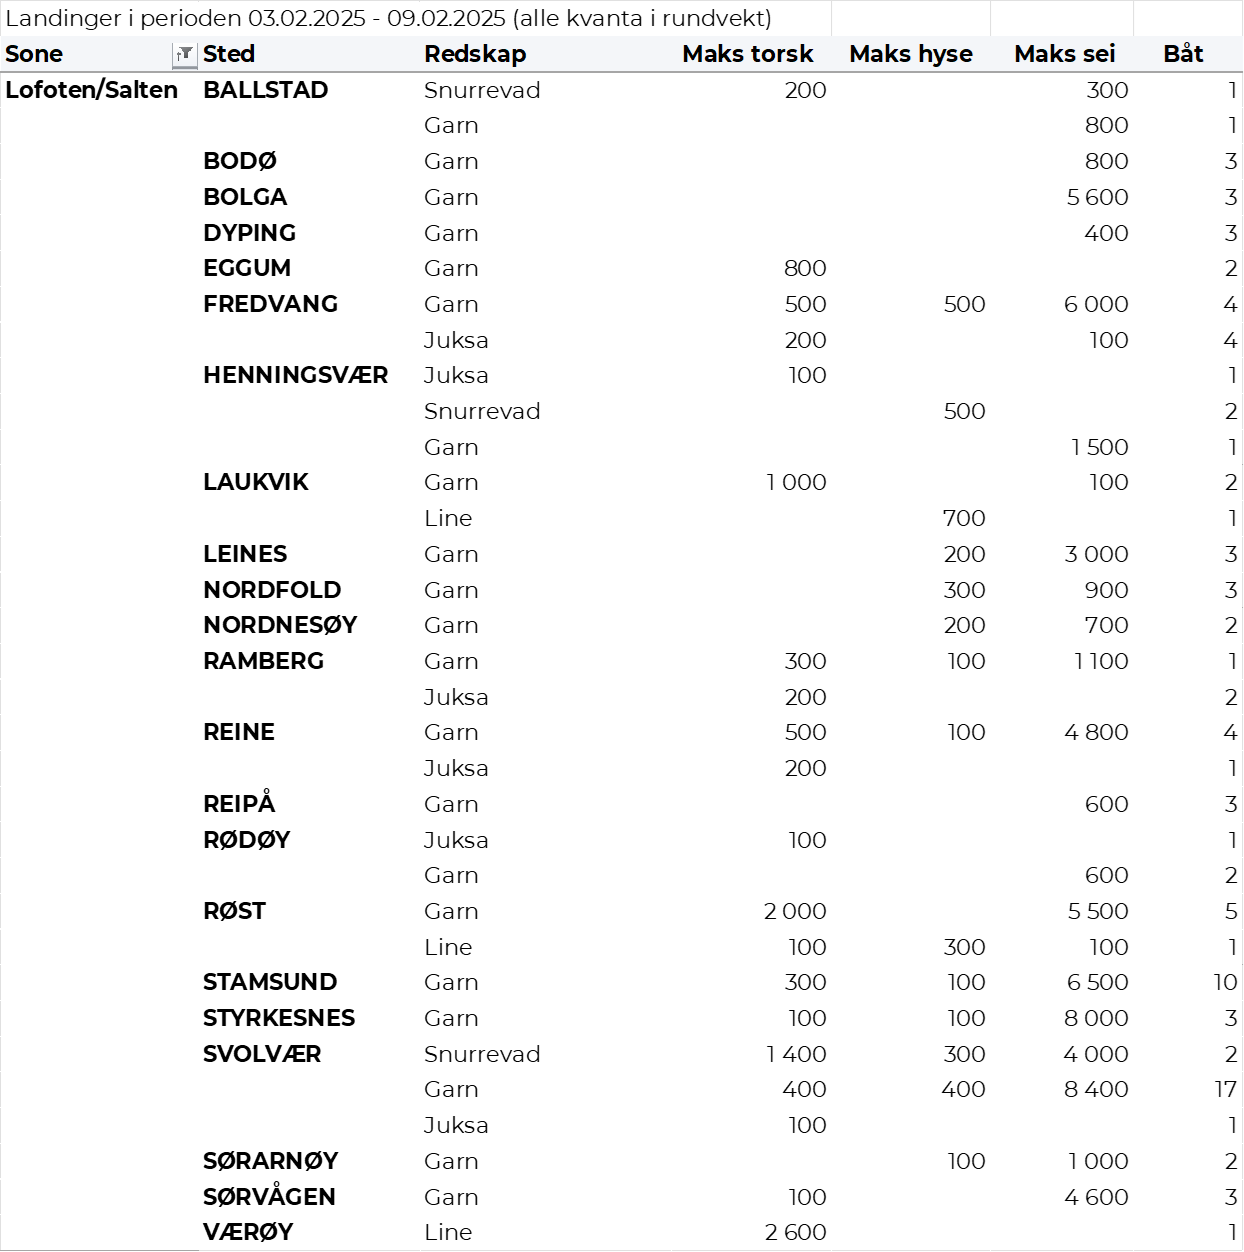 Landinger i perioden 03.02.2025 - 09.02.2025 (alle kvanta i rundvekt)
Sone Sted Redskap Maks torsk Maks hyse Maks sei Båt
Lofoten/Salten BALLSTAD Snurrevad 200 300 1
Garn 800 1
BODØ Garn 800 3
BOLGA Garn 5 600 3
DYPING Garn 400 3
EGGUM Garn 800 2
FREDVANG Garn 500 500 6 000 4
Juksa 200 100 4
HENNINGSVÆR Juksa 100 1
Snurrevad 500 2
Garn 1 500 1
LAUKVIK Garn 1 000 100 2
Line 700 1
LEINES Garn 200 3 000 3
NORDFOLD Garn 300 900 3
NORDNESØY Garn 200 700 2
RAMBERG Garn 300 100 1 100 1
Juksa 200 2
REINE Garn 500 100 4 800 4
Juksa 200 1
REIPÅ Garn 600 3
RØDØY Juksa 100 1
Garn 600 2
RØST Garn 2 000 5 500 5
Line 100 300 100 1
STAMSUND Garn 300 100 6 500 10
STYRKESNES Garn 100 100 8 000 3
SVOLVÆR Snurrevad 1 400 300 4 000 2
Garn 400 400 8 400 17
Juksa 100 1
SØRARNØY Garn 100 1 000 2
SØRVÅGEN Garn 100 4 600 3
VÆRØY Line 2 600 1